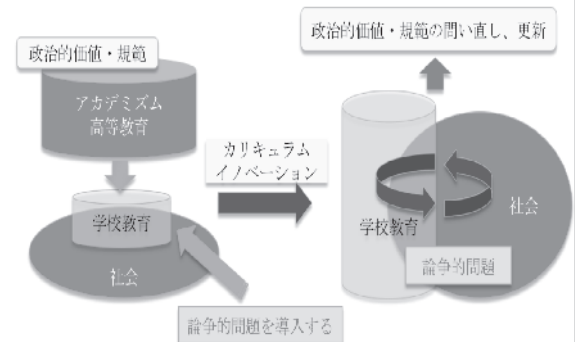 政治的価値・規範
アカデミズム
高等教育
学校教育
社会
論争的問題を導入する
カリキュラム
イノベーション
政治的価値・規範の問い直し、更新
学校教育
社会
論争的問題